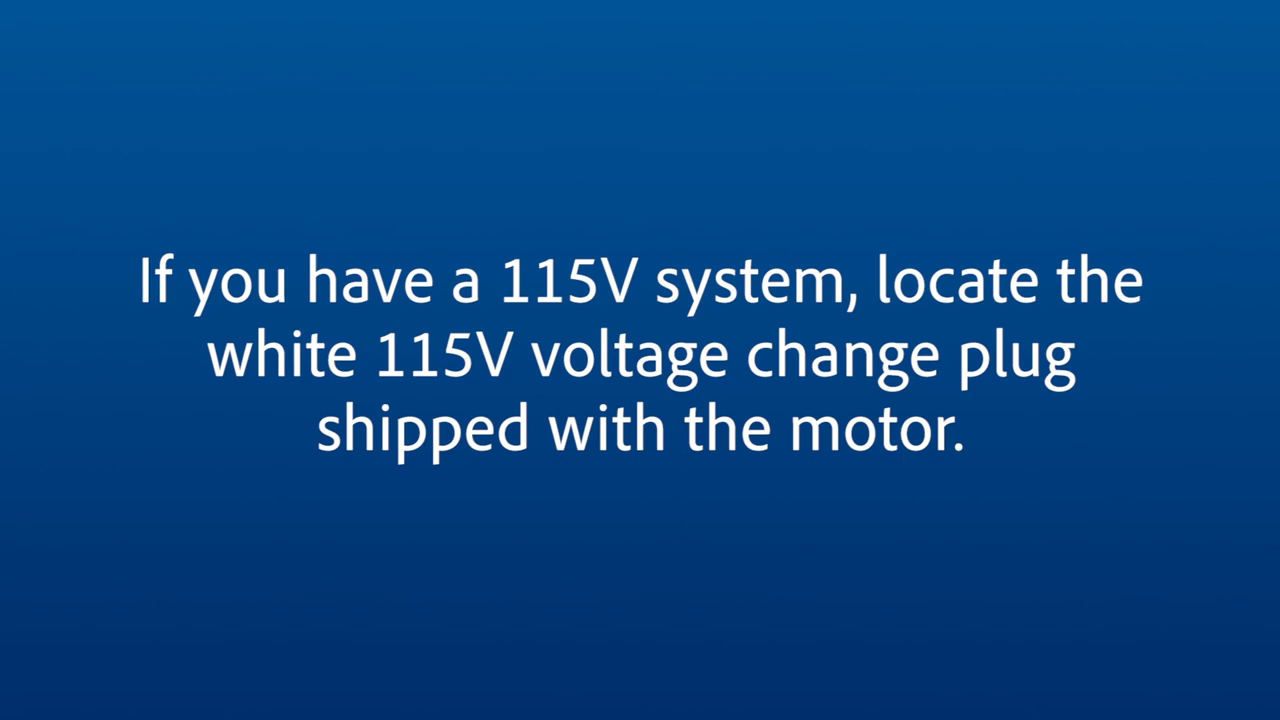 If you have a 115V system, locate the
white 115V voltage change plug
shipped with the motor.